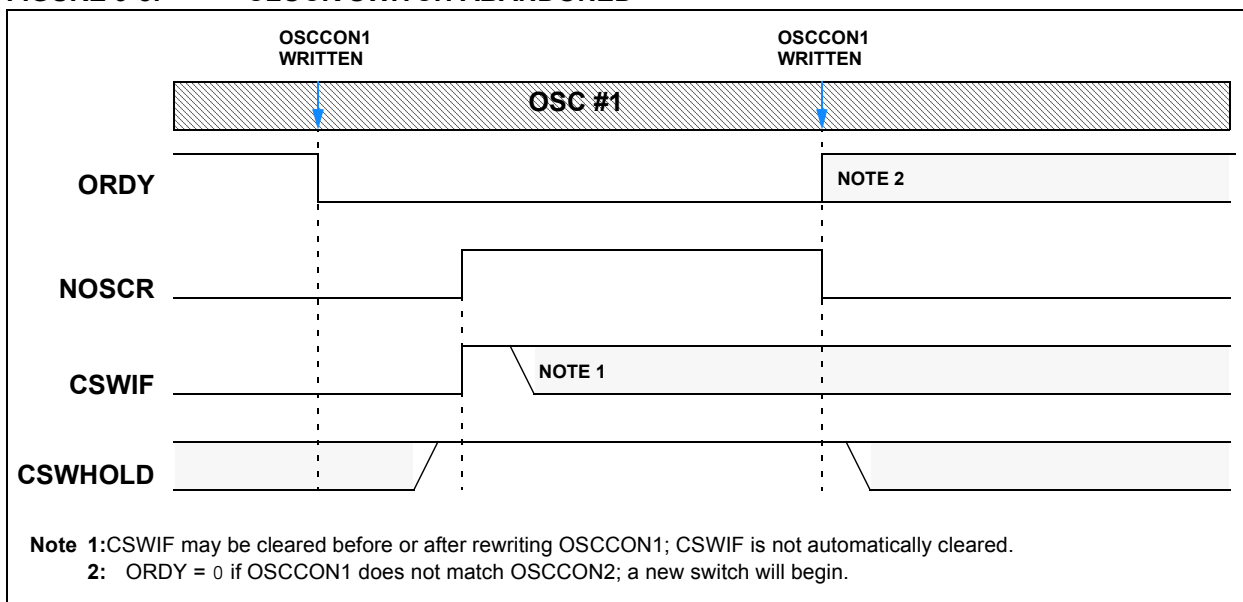 OSCCON1
WRITTEN
OSCCON1
WRITTEN
OSC #1
ORDY
NOTE 2
NOSCR
CSWIF
NOTE 1
CSWHOLD
Note 1:CSWIF may be cleared before or after rewriting OSCCON1; CSWIF is not automatically cleared.
2: ORDY = 0 if OSCCON1 does not match OSCCON2; a new switch will begin.